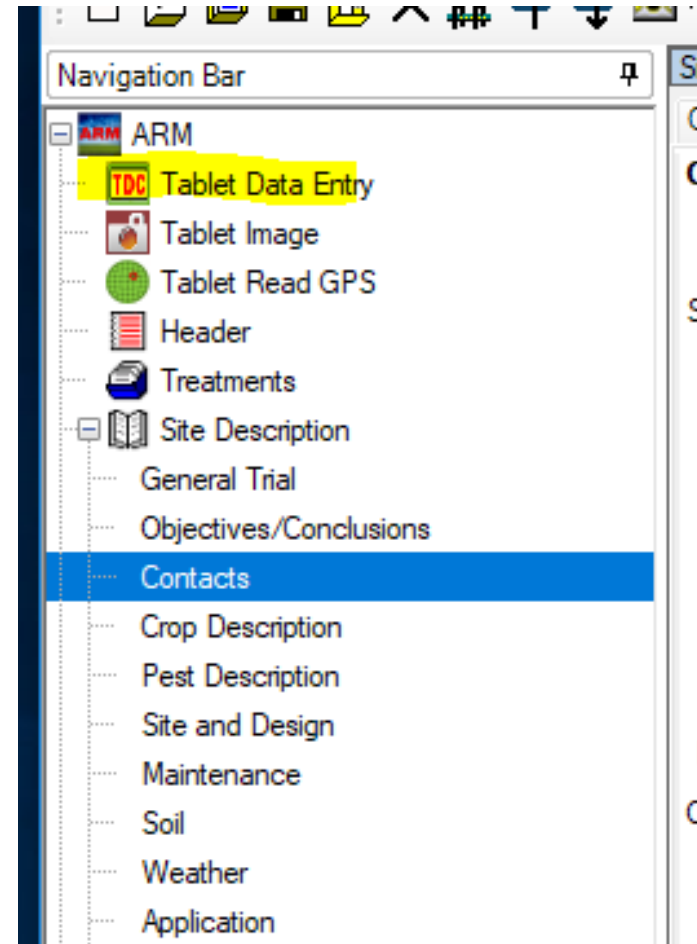 Navigation Bar
ARM ARM
TDC Tablet Data Entry
Tablet Image
Tablet Read GPS
Header
Treatments
Site Description
General Trial
Objectives/Conclusions
Contacts
Crop Description
Pest Description
Site and Design
Maintenance
Soil
Weather
Application